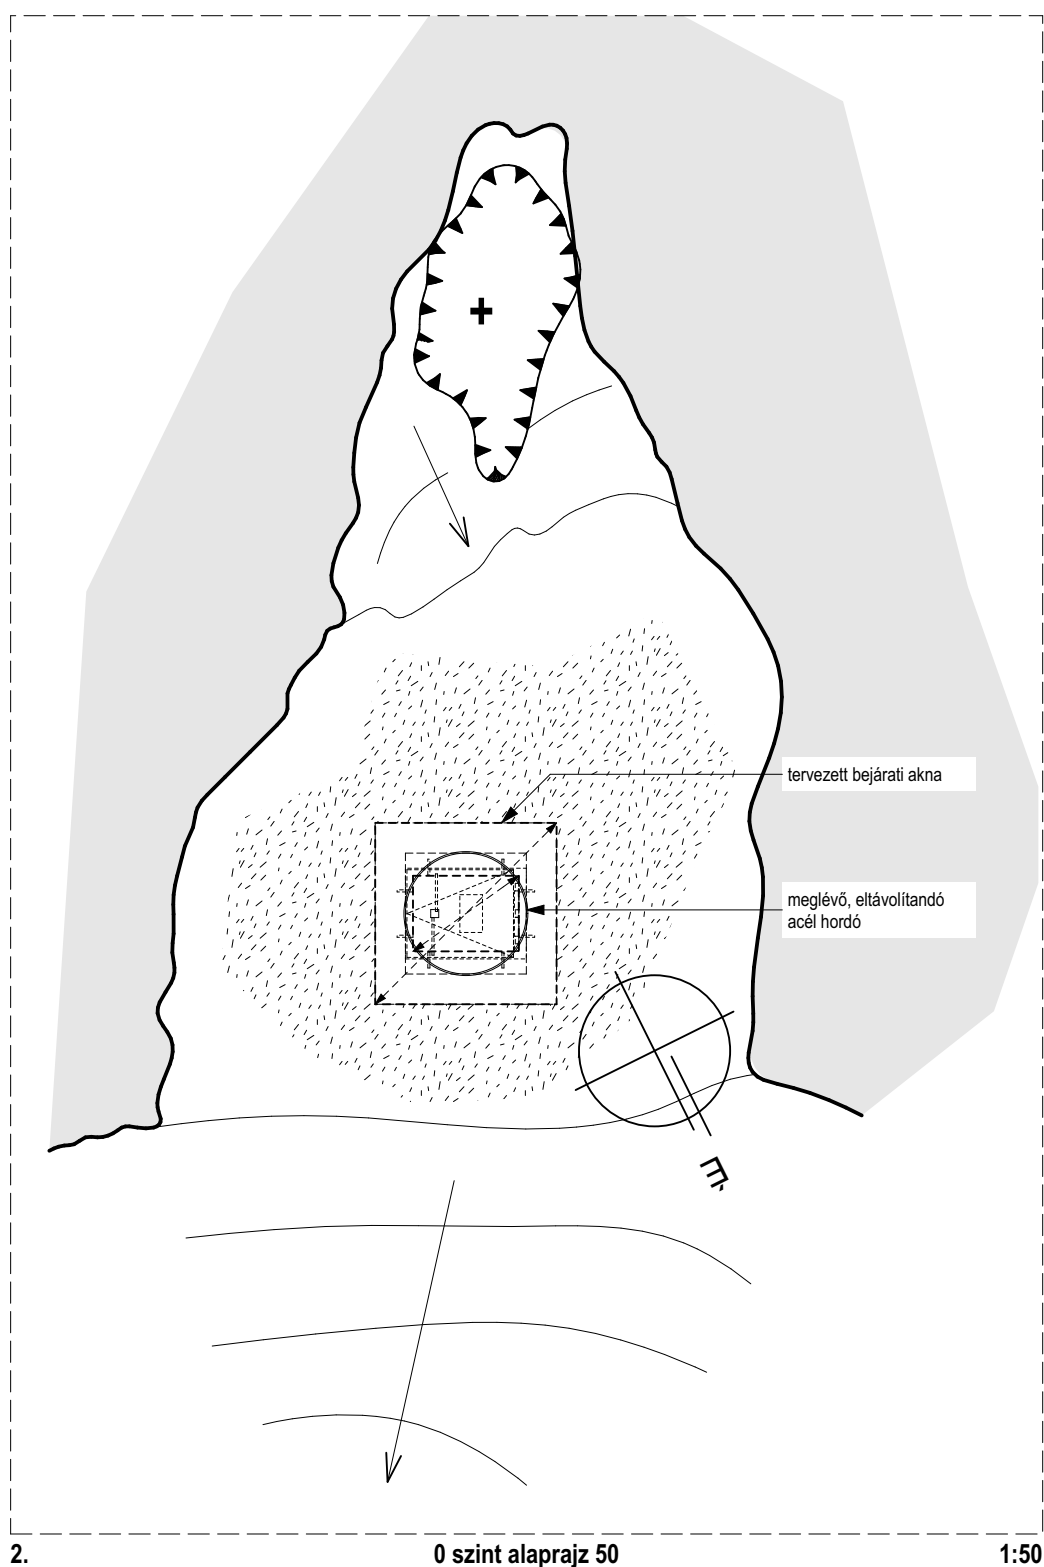 tervezett bejárati akna
meglévő, eltávolítandó
acél hordó
É
2.
0 szint alaprajz 50
1:50